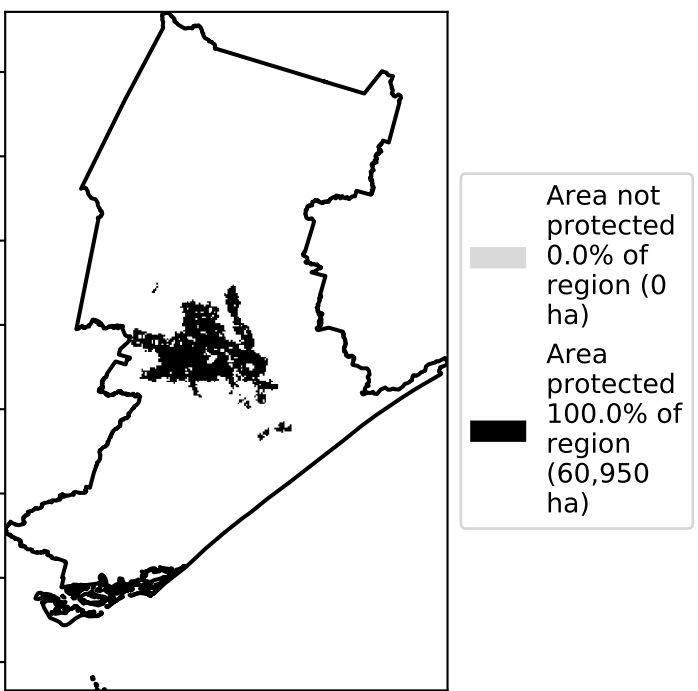 Area not
protected
0.0% of
region (0
ha)
Area
protected
100.0% of
region
(60,950
ha)